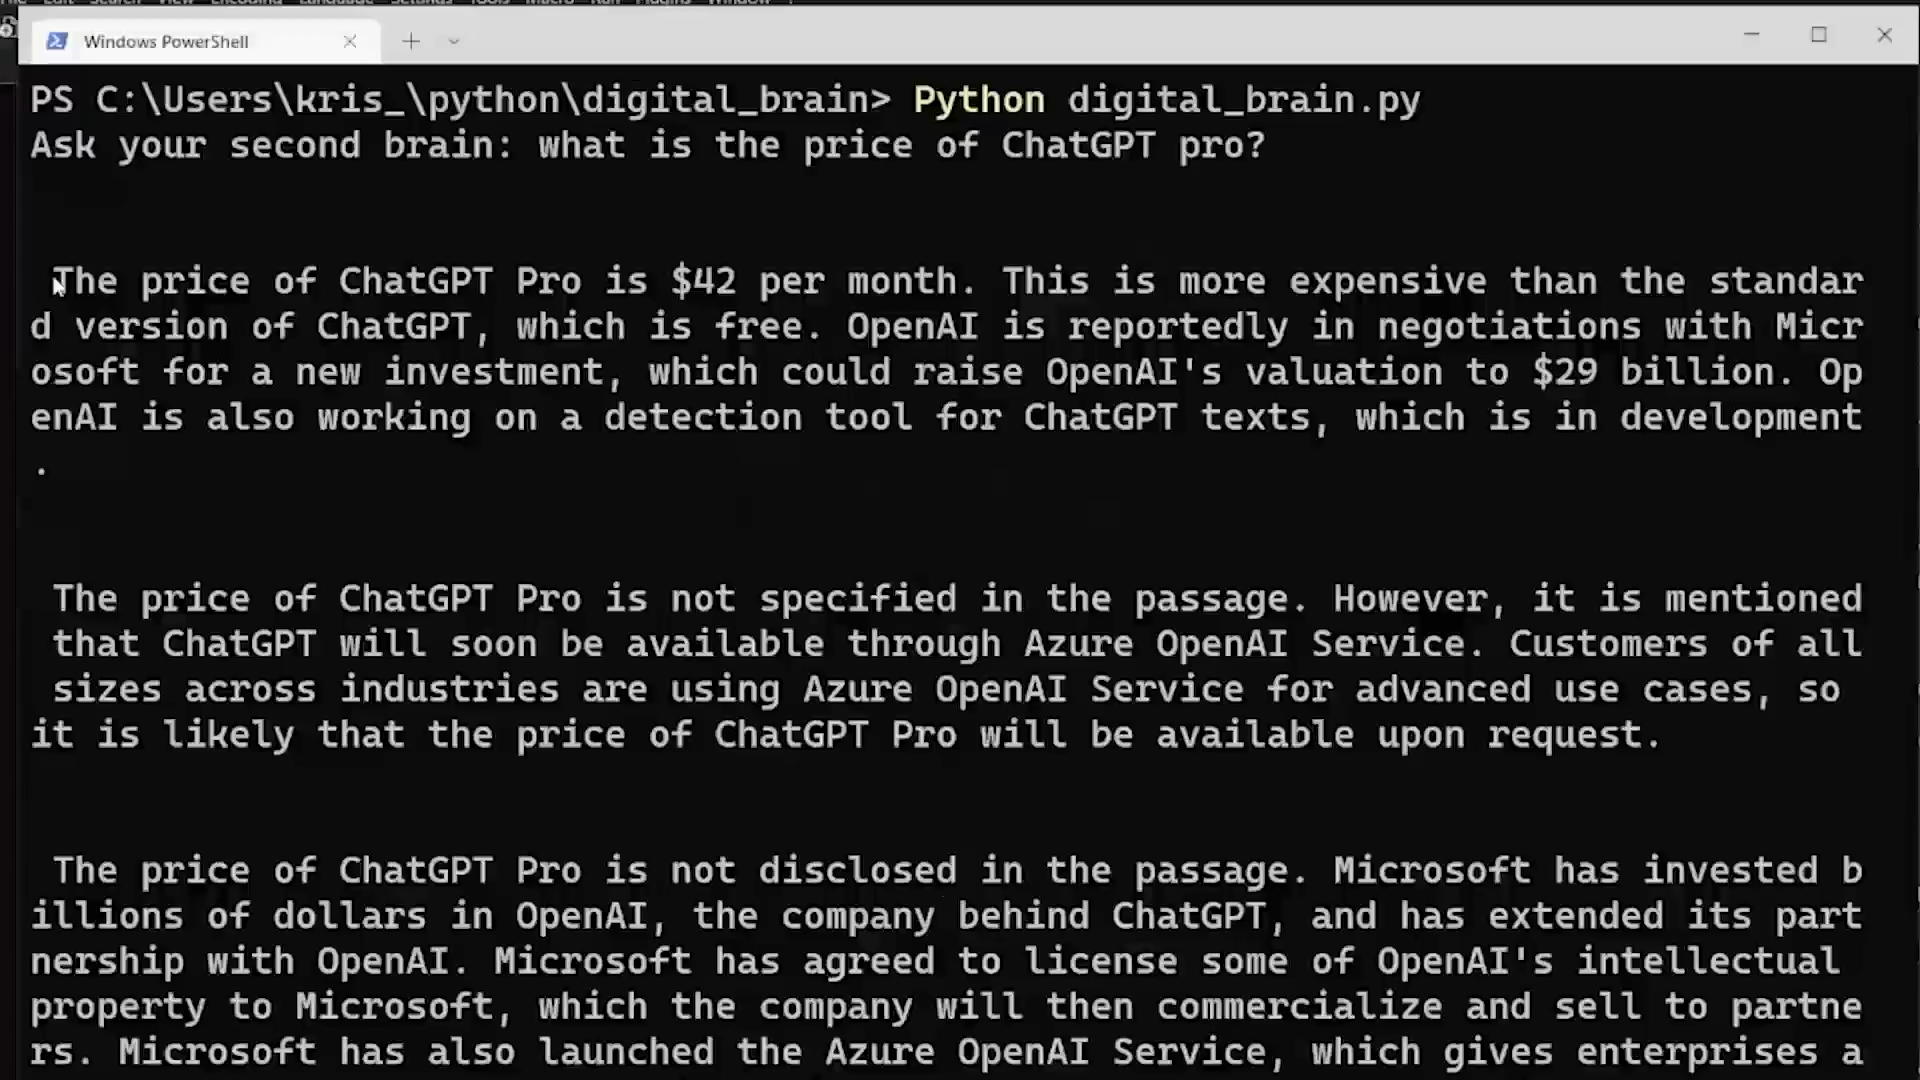 Windows PowerShell
PS C:\Users\kris_\python\digital_brain> Python digital_brain.py
Ask your second brain: what is the price of ChatGPT pro?
The price of ChatGPT Pro is $42 per month. This is more expensive than the standar
d version of ChatGPT, which is free. OpenAI is reportedly in negotiations with Micr
osoft for a new investment, which could raise OpenAI's valuation to $29 billion. Op
enAI is also working on a detection tool for ChatGPT texts, which is in development
.
The price of ChatGPT Pro is not specified in the passage. However, it is mentioned
that ChatGPT will soon be available through Azure OpenAI Service. Customers of all
sizes across industries are using Azure OpenAI Service for advanced use cases, so
it is likely that the price of ChatGPT Pro will be available upon request.
The price of ChatGPT Pro is not disclosed in the passage. Microsoft has invested b
illions of dollars in OpenAI, the company behind ChatGPT, and has extended its part
nership with OpenAI. Microsoft has agreed to license some of OpenAI's intellectual
property to Microsoft, which the company will then commercialize and sell to partne
rs. Microsoft has also launched the Azure OpenAI Service, which gives enterprises a